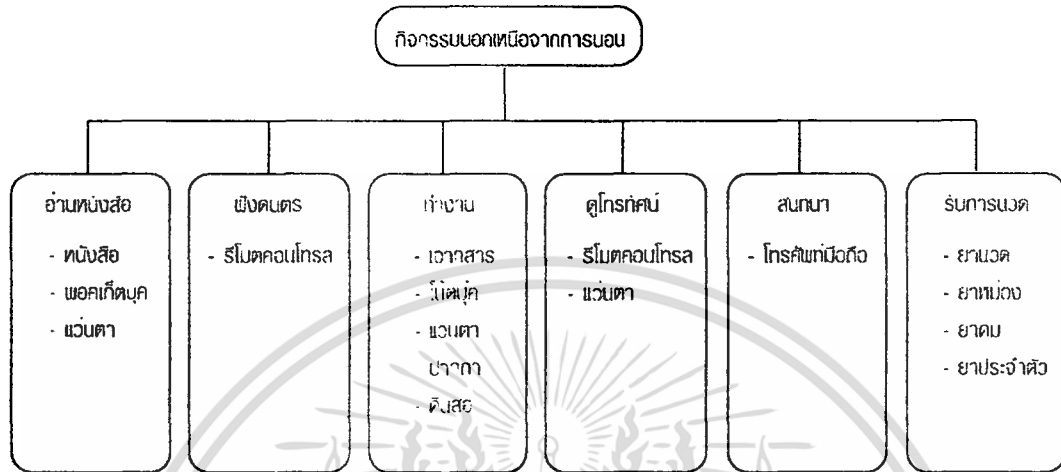 กิจกรรมนอกเหนือจากการนอน
อ่านหนังสือ
- หนังสือ
- พอคเก็ตบุค
- แว่นตา
ฟังดนตร
- รีโมตคอนโทรล
ทำงาน
- เอากสาร
- โน๊ตบุ๊ค
- แวนตา
ปากกา
- ดินสอ
ดูโทรทัศน์
- รีโมตคอนโทรล
- แว่นตา
สนทนา
- โทรศัพท์มือถือ
รับการนวด
- ยานวด
- ยาหม่อง
- ยาดม
- ยาประจำตัว